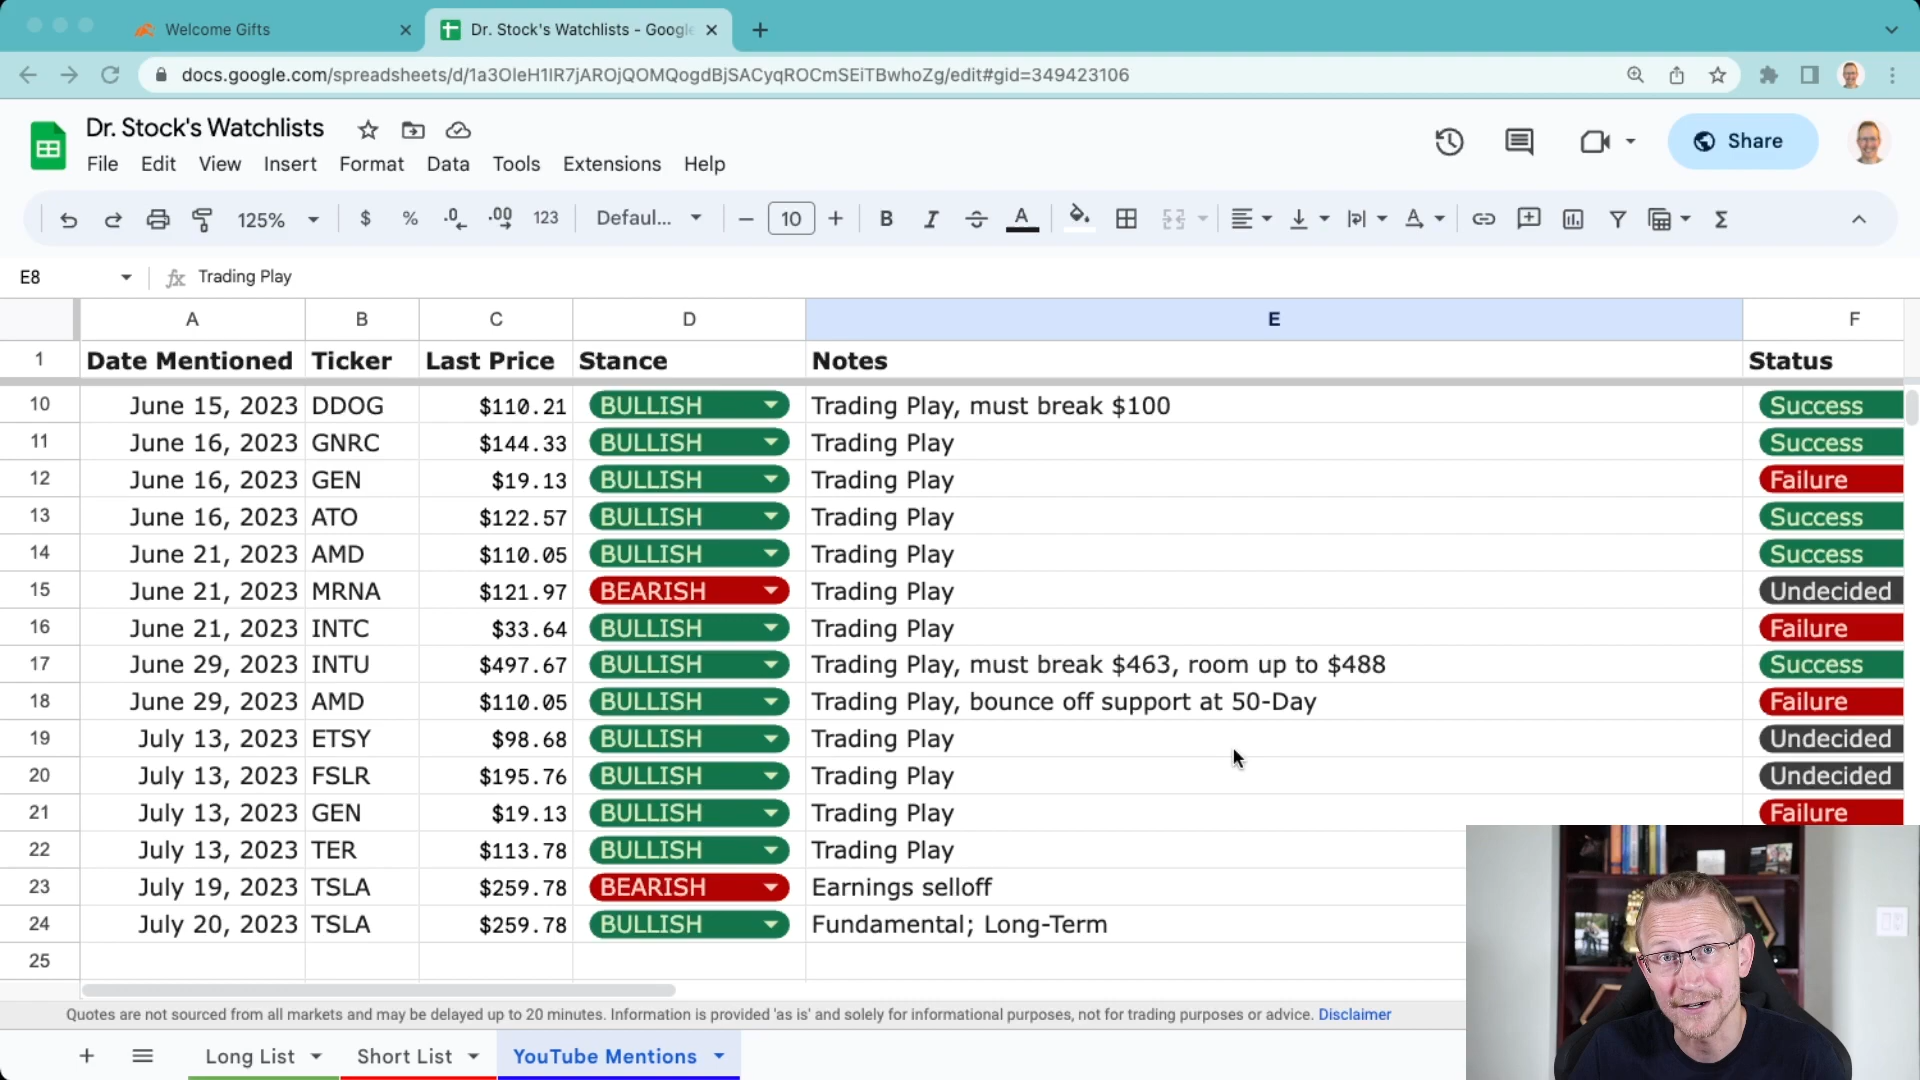 Welcome Gifts
Dr. Stock's Watchlists - Google
docs.google.com/spreadsheets/d/1a3OleH1lR7jAROjQOMQogdBjSACyqROCmSEiTBwhoZg/edit#gid=349423106
Dr. Stock's Watchlists
Share
File Edit View Insert Format Data Tools Extensions Help
125% $ % .0 .00 123 Defaul... 10 B I A
E8 fx Trading Play
A B C D E F
1 Date Mentioned Ticker Last Price Stance Notes Status
10 June 15, 2023 DDOG $110.21 BULLISH Trading Play, must break $100 Success
11 June 16, 2023 GNRC $144.33 BULLISH Trading Play Success
12 June 16, 2023 GEN $19.13 BULLISH Trading Play Failure
13 June 16, 2023 ATO $122.57 BULLISH Trading Play Success
14 June 21, 2023 AMD $110.05 BULLISH Trading Play Success
15 June 21, 2023 MRNA $121.97 BEARISH Trading Play Undecided
16 June 21, 2023 INTC $33.64 BULLISH Trading Play Failure
17 June 29, 2023 INTU $497.67 BULLISH Trading Play, must break $463, room up to $488 Success
18 June 29, 2023 AMD $110.05 BULLISH Trading Play, bounce off support at 50-Day Failure
19 July 13, 2023 ETSY $98.68 BULLISH Trading Play Undecided
20 July 13, 2023 FSLR $195.76 BULLISH Trading Play Undecided
21 July 13, 2023 GEN $19.13 BULLISH Trading Play Failure
22 July 13, 2023 TER $113.78 BULLISH Trading Play
23 July 19, 2023 TSLA $259.78 BEARISH Earnings selloff
24 July 20, 2023 TSLA $259.78 BULLISH Fundamental; Long-Term
25
Quotes are not sourced from all markets and may be delayed up to 20 minutes. Information is provided 'as is' and solely for informational purposes, not for trading purposes or advice. Disclaimer
Long List Short List YouTube Mentions